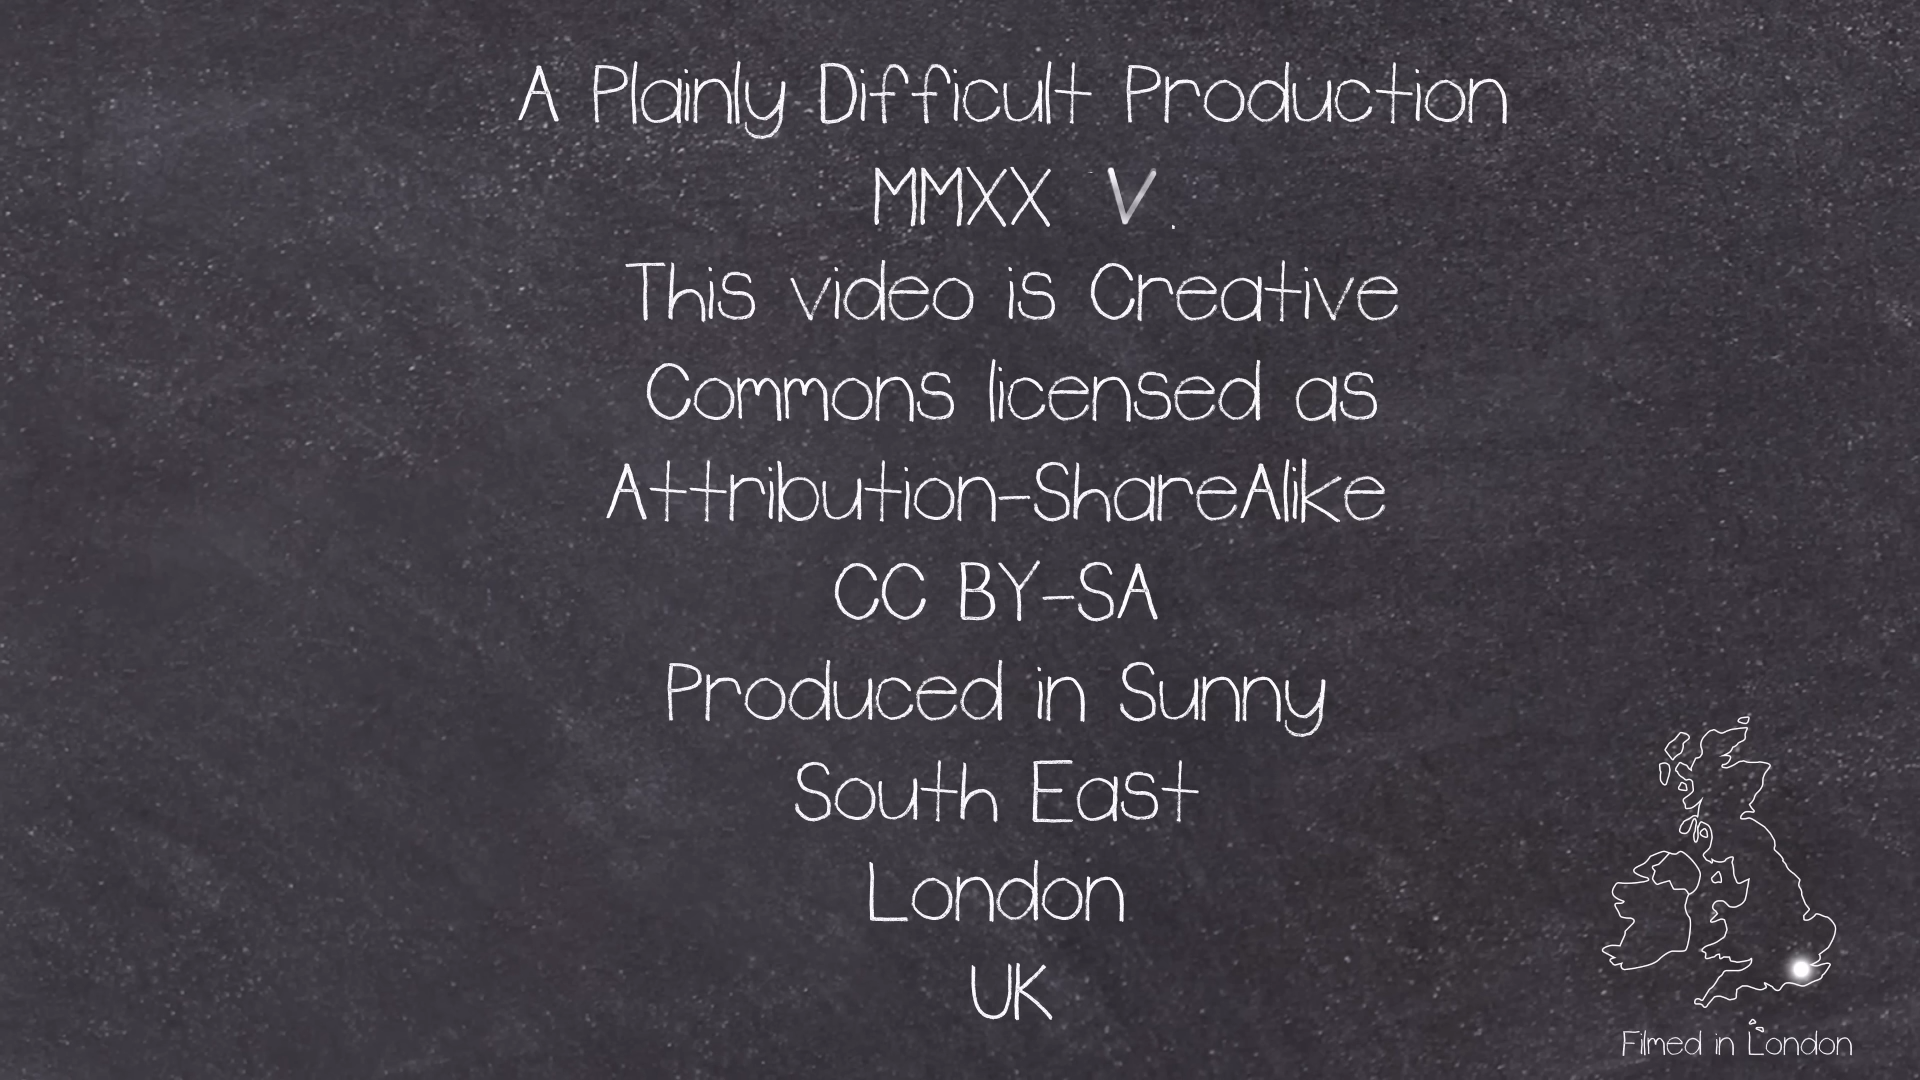 A Plainly Difficult Production
MMXX V.
This video is Creative
Commons licensed as
Attribution-ShareAlike
CC BY-SA
Produced in Sunny
South East
London
UK
Filmed in London